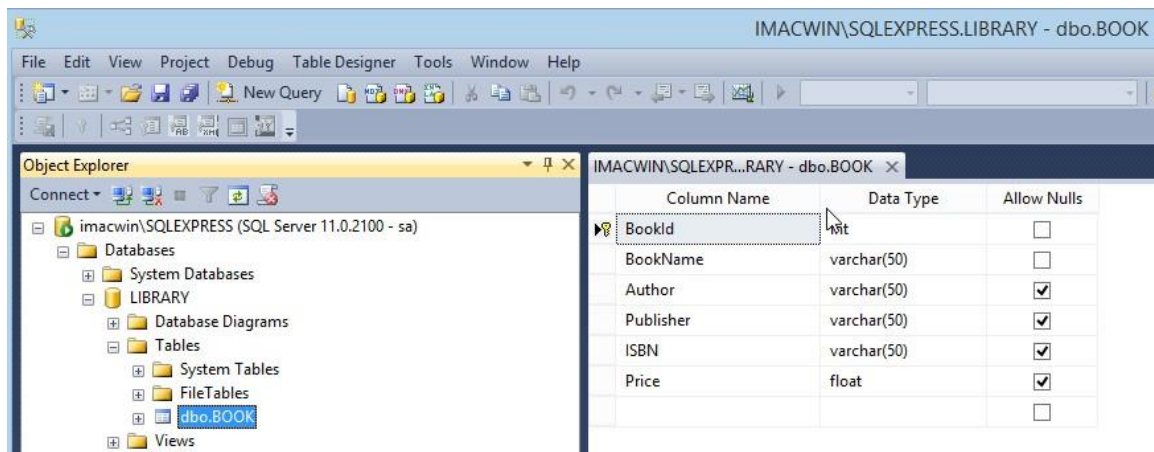 IMACWIN\SQLEXPRESS.LIBRARY - dbo.BOOK
File Edit View Project Debug Table Designer Tools Window Help
New Query
Object Explorer
IMACWIN\SQLEXPR...RARY - dbo.BOOK
Connect
Column Name Data Type Allow Nulls
imacwin\SQLEXPRESS (SQL Server 11.0.2100 - sa)
BookId int
Databases
BookName varchar(50)
System Databases
Author varchar(50)
LIBRARY
Publisher varchar(50)
Database Diagrams
ISBN varchar(50)
Tables
Price float
System Tables
FileTables
dbo.BOOK
Views